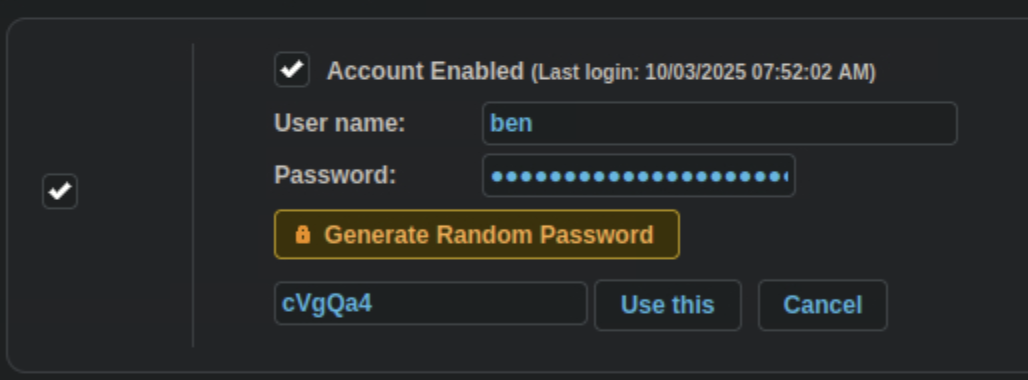 Account Enabled (Last login: 10/03/2025 07:52:02 AM)
User name: ben
Password: ••••••••••••••••••
Generate Random Password
cVgQa4 Use this Cancel